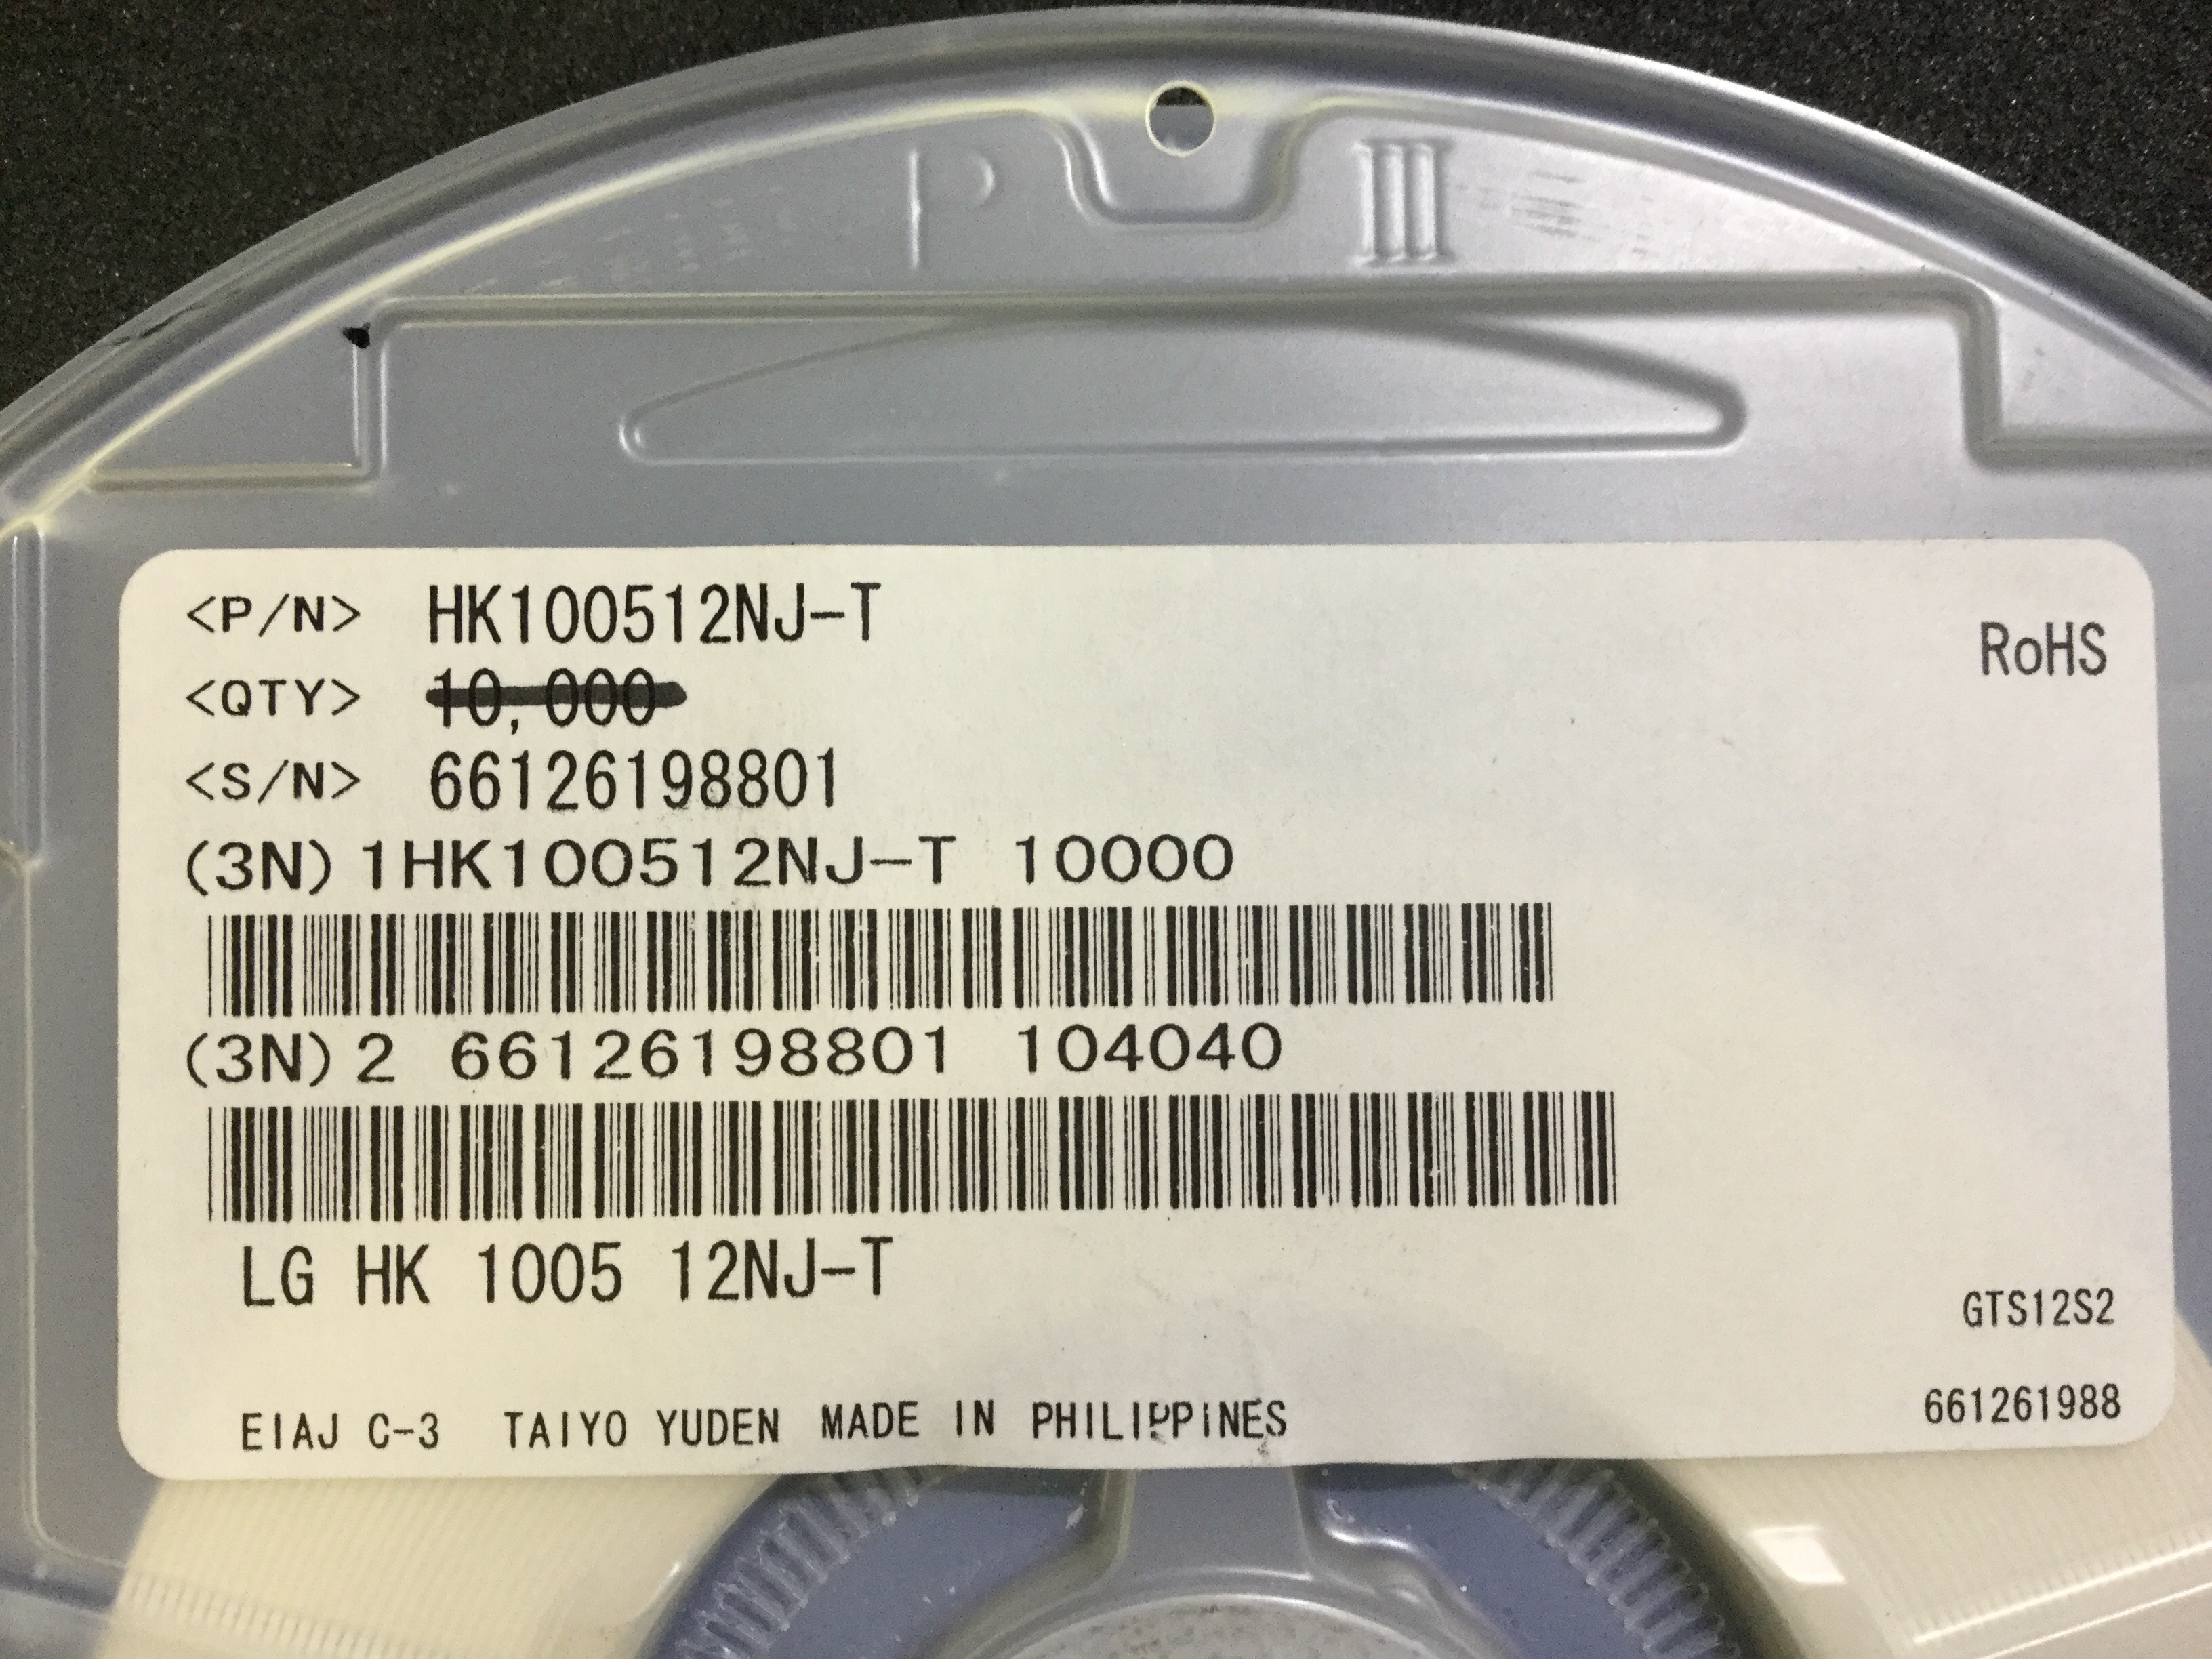 P III
<P/N> HK100512NJ-T
RoHS
<QTY> 10,000
<S/N> 66126198801
(3N)1HK100512NJ-T 10000
(3N)2 66126198801 104040
LG HK 1005 12NJ-T
GTS12S2
EIAJ C-3 TAIYO YUDEN MADE IN PHILIPPINES
661261988